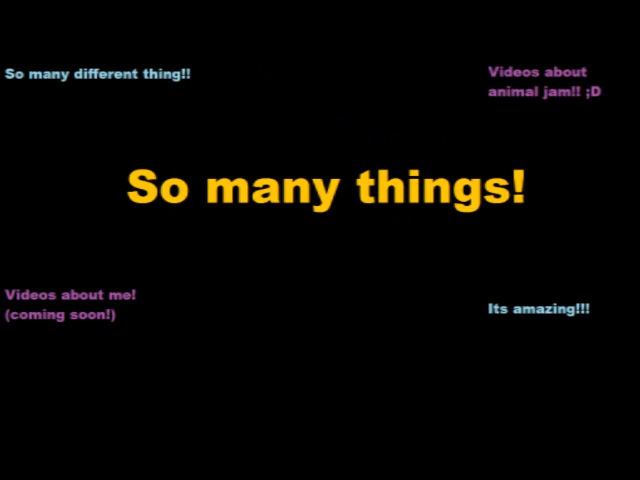 So many different thing!!
Videos about
animal jam!! ;D
So many things!
Videos about me!
(coming soon!)
Its amazing!!!